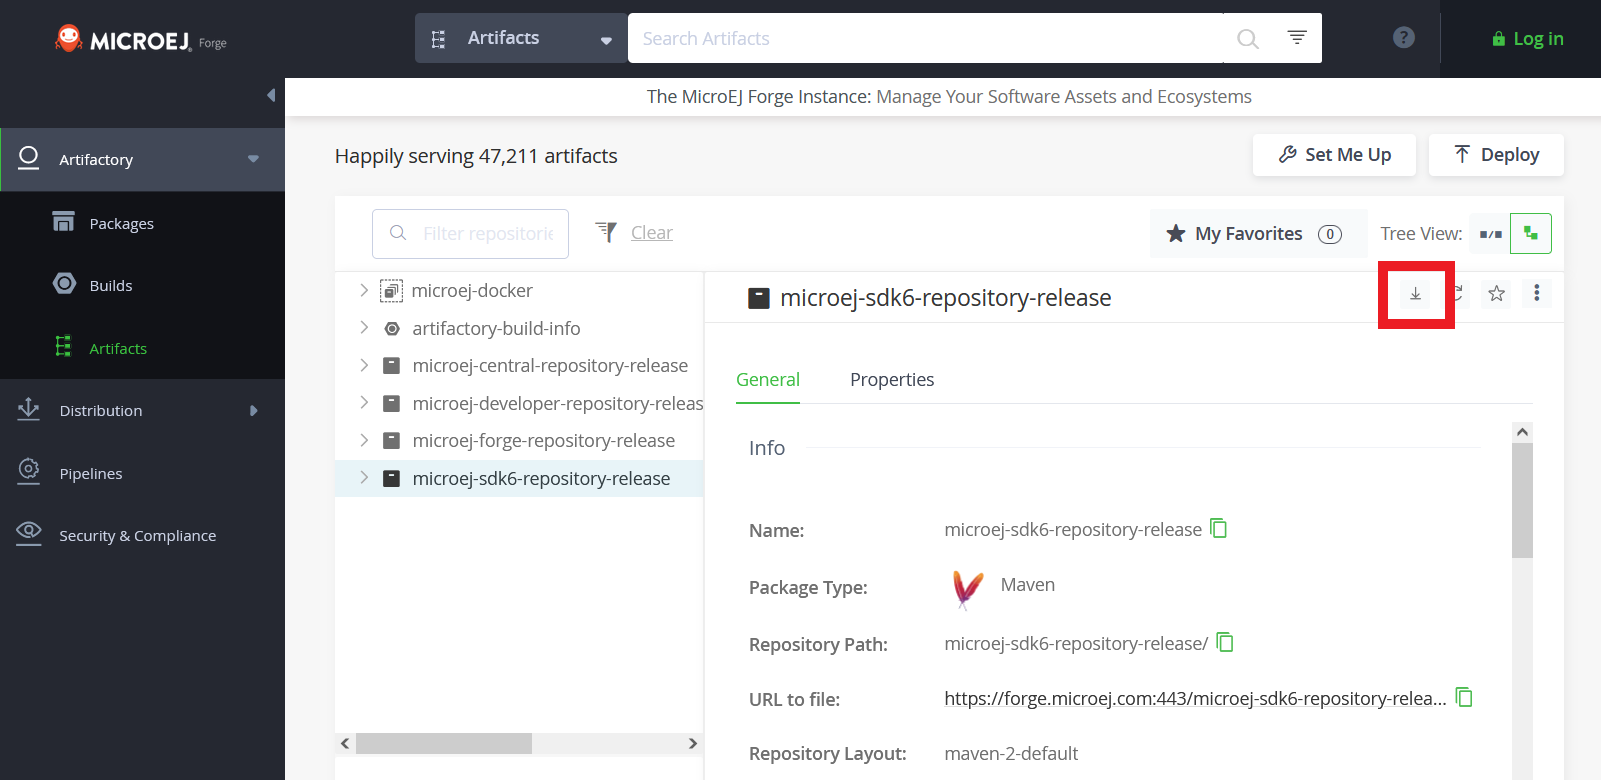 MICROEJ. Forge
Artifacts
Search Artifacts
?
Log in
The MicroEJ Forge Instance: Manage Your Software Assets and Ecosystems
Artifactory
Packages
Builds
Artifacts
Distribution
Pipelines
Security & Compliance
Happily serving 47,211 artifacts
Set Me Up
Deploy
Filter repositorie
Clear
My Favorites 0
Tree View:
microej-docker
artifactory-build-info
microej-central-repository-release
microej-developer-repository-releas
microej-forge-repository-release
microej-sdk6-repository-release
microej-sdk6-repository-release
General Properties
Info
Name: microej-sdk6-repository-release
Package Type: Maven
Repository Path: microej-sdk6-repository-release/
URL to file: https://forge.microej.com:443/microej-sdk6-repository-relea...
Repository Layout: maven-2-default